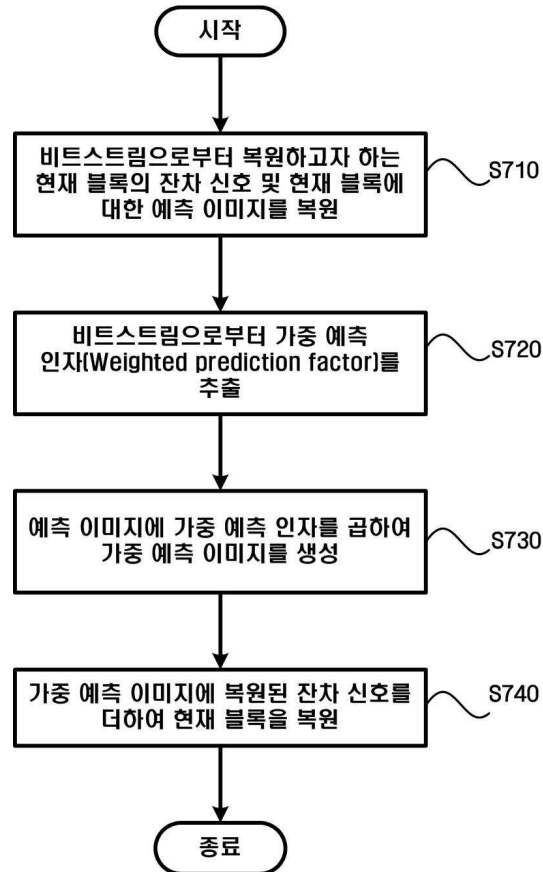 시작
비트스트림으로부터 복원하고자 하는
현재 블록의 잔차 신호 및 현재 블록에
대한 예측 이미지를 복원
S710
비트스트림으로부터 가중 예측
인자(Weighted prediction factor)를
추출
S720
예측 이미지에 가중 예측 인자를 곱하여
가중 예측 이미지를 생성
S730
가중 예측 이미지에 복원된 잔차 신호를
더하여 현재 블록을 복원
S740
종료